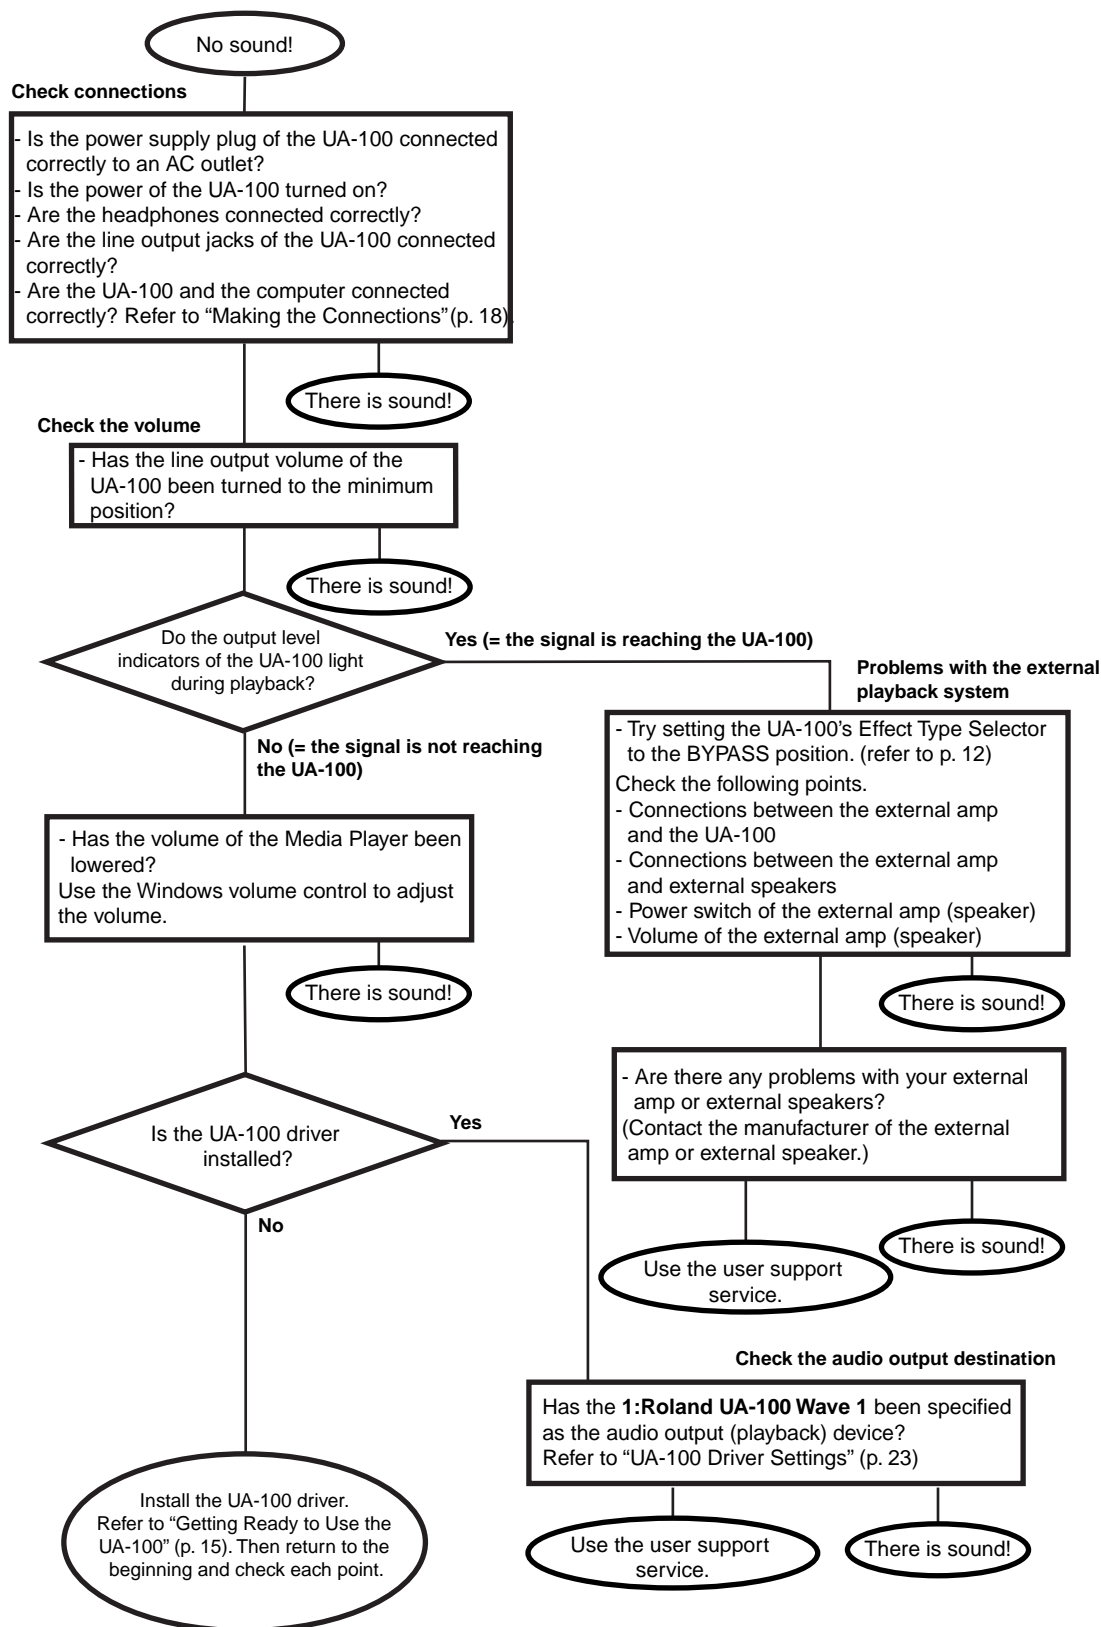 No sound!
Check connections
- Is the power supply plug of the UA-100 connected
correctly to an AC outlet?
- Is the power of the UA-100 turned on?
- Are the headphones connected correctly?
- Are the line output jacks of the UA-100 connected
correctly?
- Are the UA-100 and the computer connected
correctly? Refer to “Making the Connections”(p. 18).
There is sound!
Check the volume
- Has the line output volume of the
UA-100 been turned to the minimum
position?
There is sound!
Do the output level
indicators of the UA-100 light
during playback?
Yes (= the signal is reaching the UA-100)
Problems with the external
playback system
- Try setting the UA-100’s Effect Type Selector
to the BYPASS position. (refer to p. 12)
Check the following points.
- Connections between the external amp
and the UA-100
- Connections between the external amp
and external speakers
- Power switch of the external amp (speaker)
- Volume of the external amp (speaker)
There is sound!
- Are there any problems with your external
amp or external speakers?
(Contact the manufacturer of the external
amp or external speaker.)
There is sound!
Use the user support
service.
No (= the signal is not reaching
the UA-100)
- Has the volume of the Media Player been
lowered?
Use the Windows volume control to adjust
the volume.
There is sound!
Is the UA-100 driver
installed?
Yes
No
Check the audio output destination
Has the 1:Roland UA-100 Wave 1 been specified
as the audio output (playback) device?
Refer to “UA-100 Driver Settings” (p. 23)
Use the user support
service.
There is sound!
Install the UA-100 driver.
Refer to “Getting Ready to Use the
UA-100” (p. 15). Then return to the
beginning and check each point.